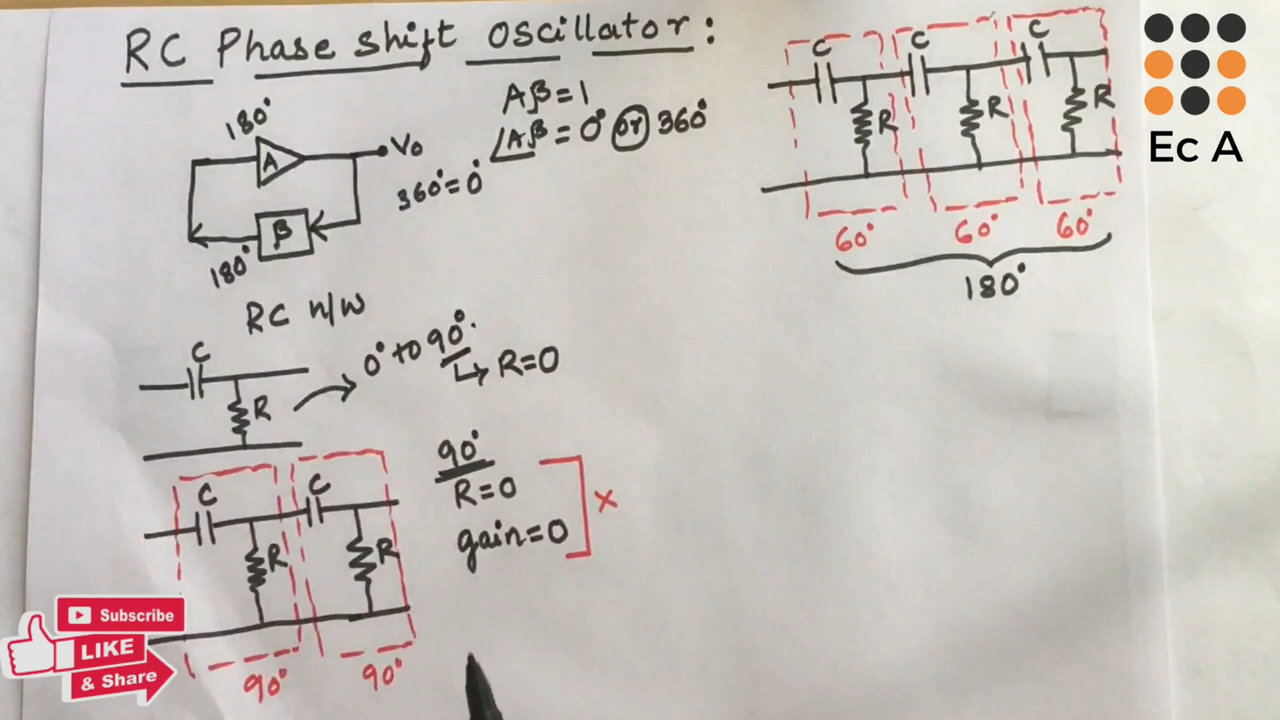 RC Phase shift oscillator:
180°
A
Vo
360°=0°
β
180°
Aβ=1
∠Aβ = 0° or 360°
C
C
C
R
R
R
60°
60°
60°
180°
Ec A
RC n/w
C
R
0° to 90°.
↳ R=0
C
C
R
R
90°
90°
90°
R=0
gain=0
×
Subscribe
LIKE
& Share